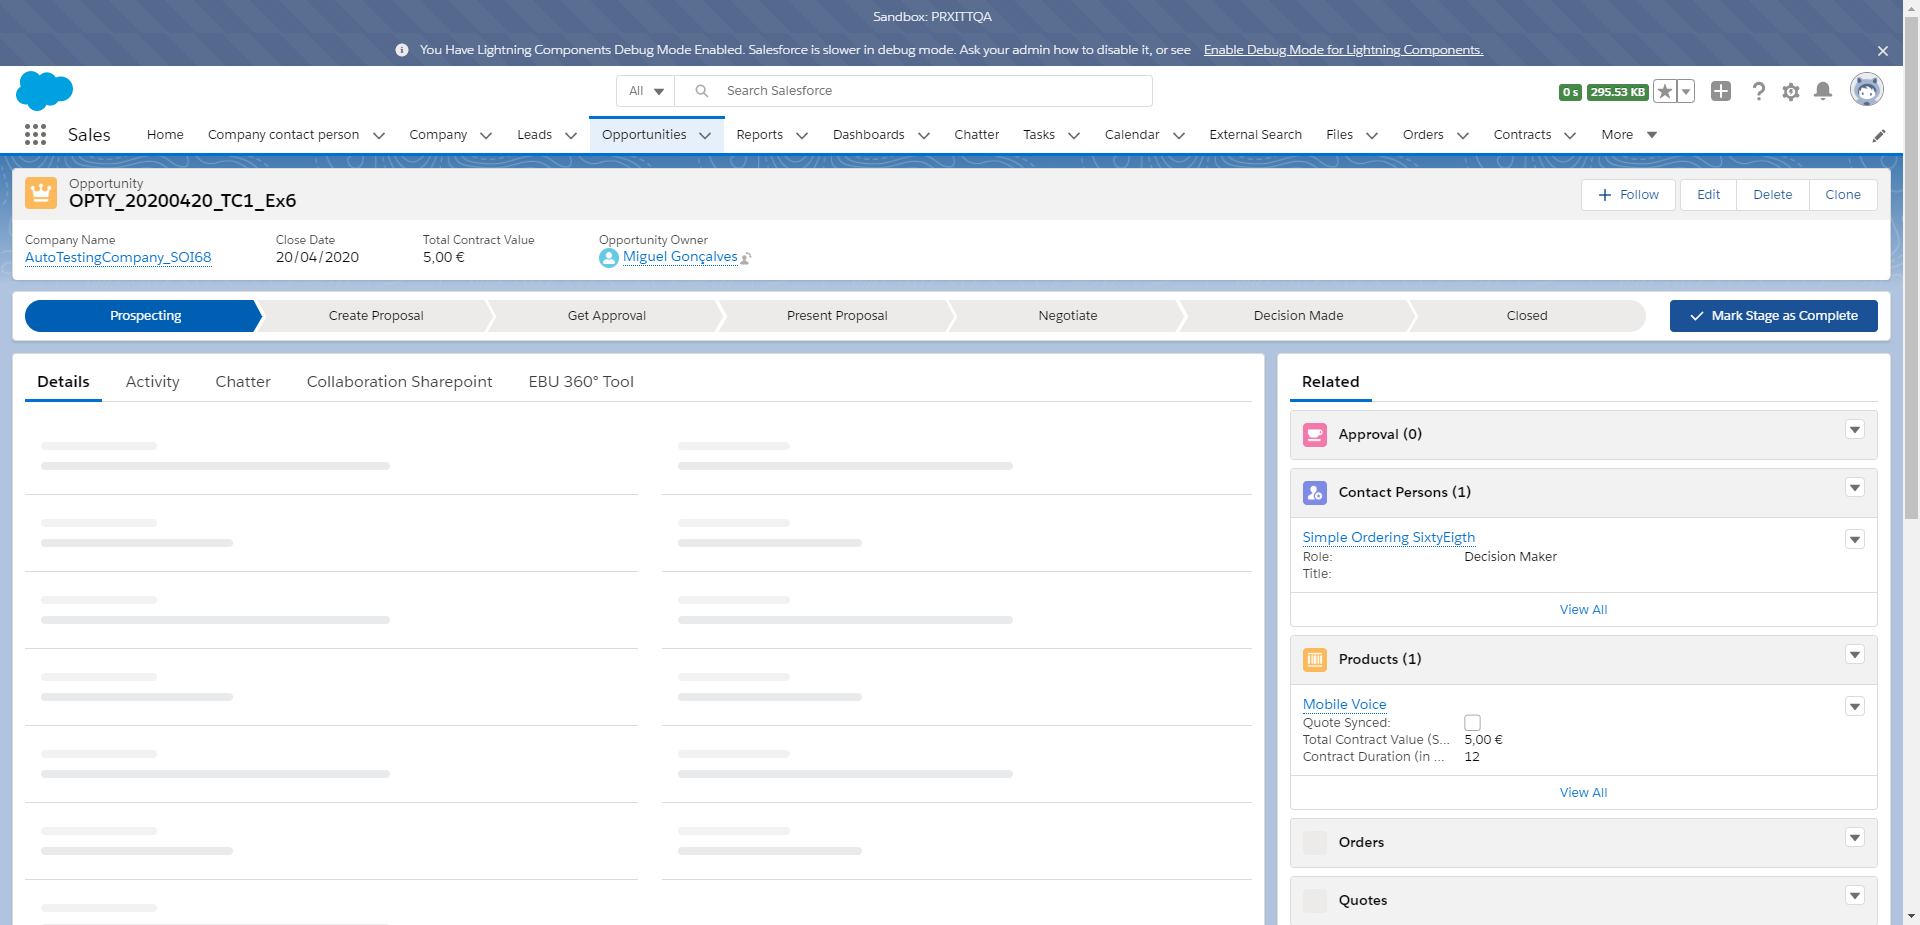 Sandbox: PRXITTQA
You Have Lightning Components Debug Mode Enabled. Salesforce is slower in debug mode. Ask your admin how to disable it, or see Enable Debug Mode for Lightning Components.
All Search Salesforce 0 s 295.53 KB
Sales Home Company contact person Company Leads Opportunities Reports Dashboards Chatter Tasks Calendar External Search Files Orders Contracts More
Opportunity
OPTY_20200420_TC1_Ex6
Follow Edit Delete Clone
Company Name Close Date Total Contract Value Opportunity Owner
AutoTestingCompany_SOI68 20/04/2020 5,00 € Miguel Gonçalves
Prospecting Create Proposal Get Approval Present Proposal Negotiate Decision Made Closed Mark Stage as Complete
Details Activity Chatter Collaboration Sharepoint EBU 360° Tool
Related
Approval (0)
Contact Persons (1)
Simple Ordering SixtyEigth
Role: Decision Maker
Title:
View All
Products (1)
Mobile Voice
Quote Synced:
Total Contract Value (S... 5,00 €
Contract Duration (in ... 12
View All
Orders
Quotes